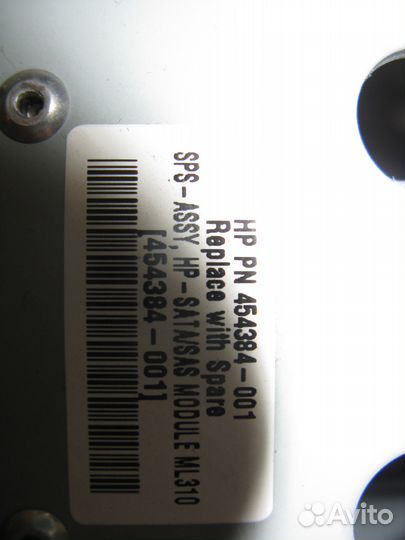 HP PN 454384-001
Replace with Spare
SPS-ASSY, HP-SATA/SAS MODULE ML310
[454384-001]
Avito